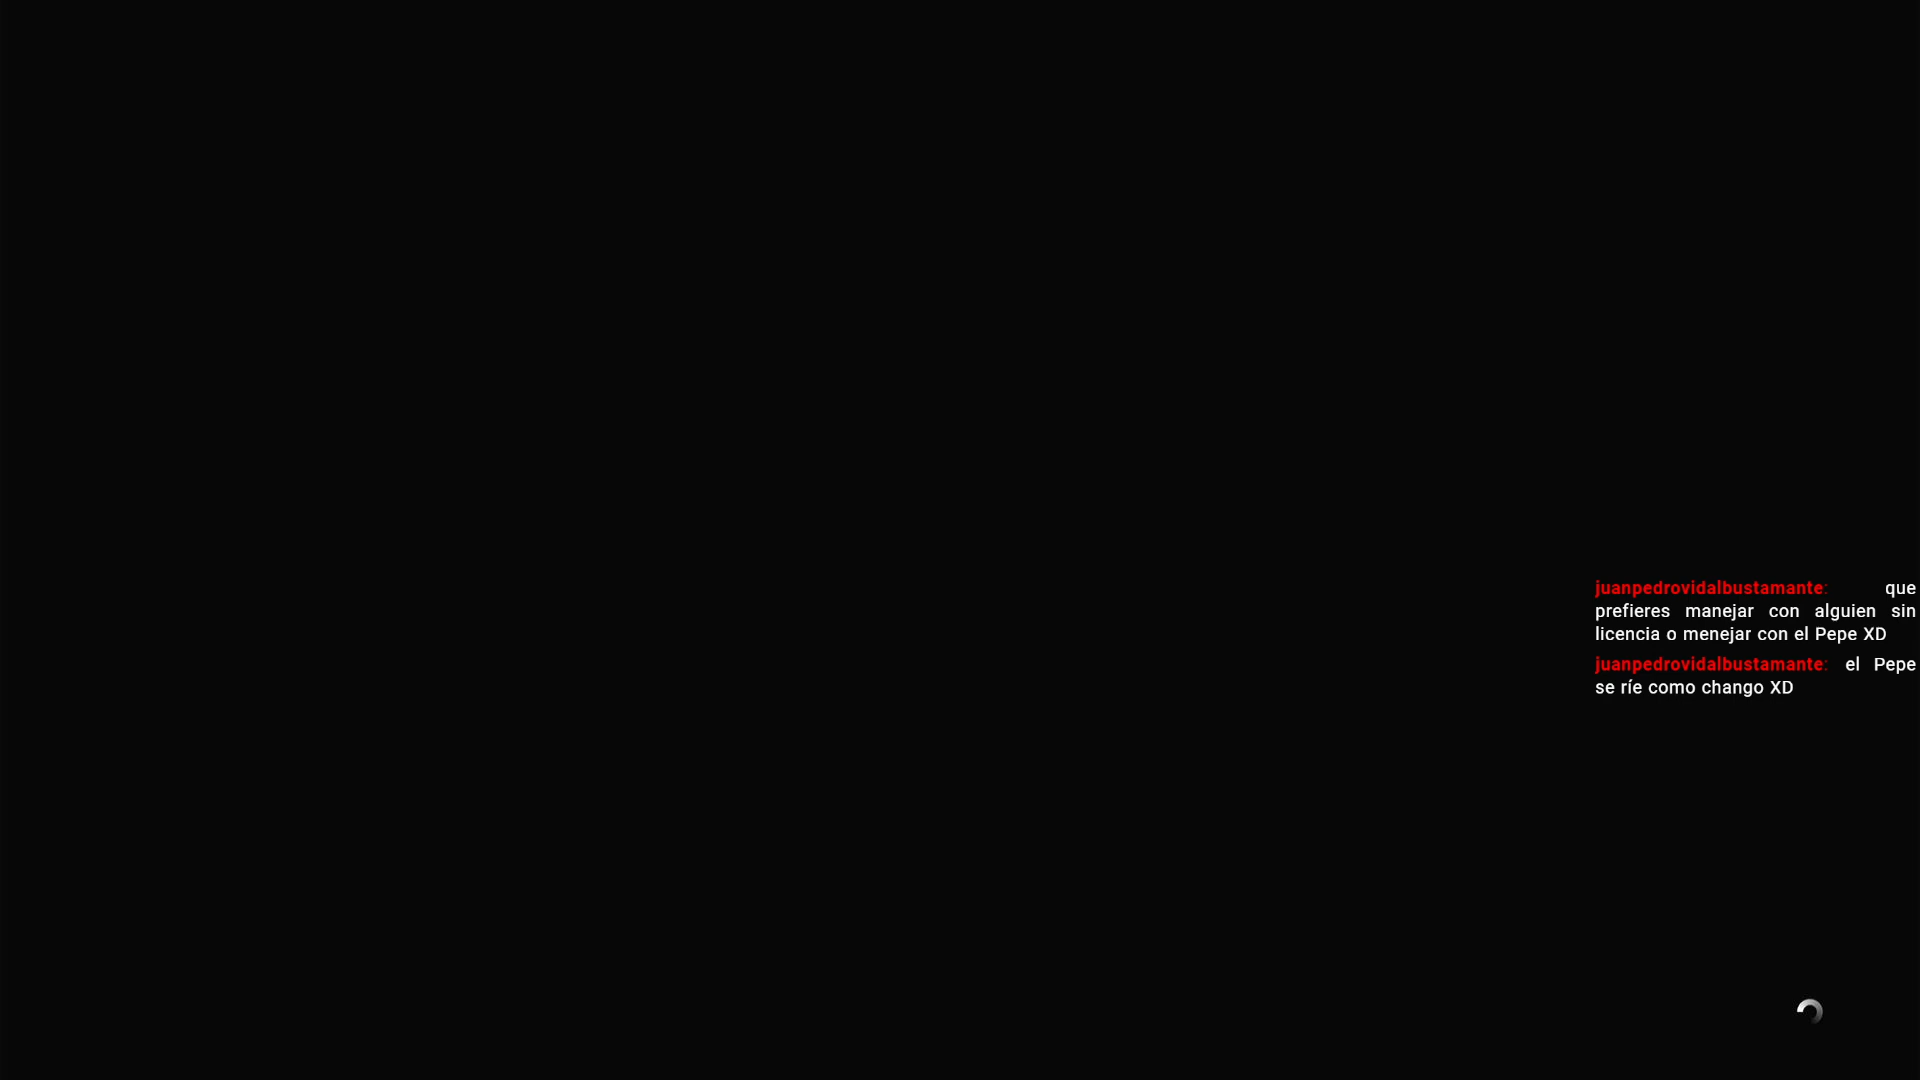 juanpedrovidalbustamante: que
prefieres manejar con alguien sin
licencia o menejar con el Pepe XD
juanpedrovidalbustamante: el Pepe
se ríe como chango XD